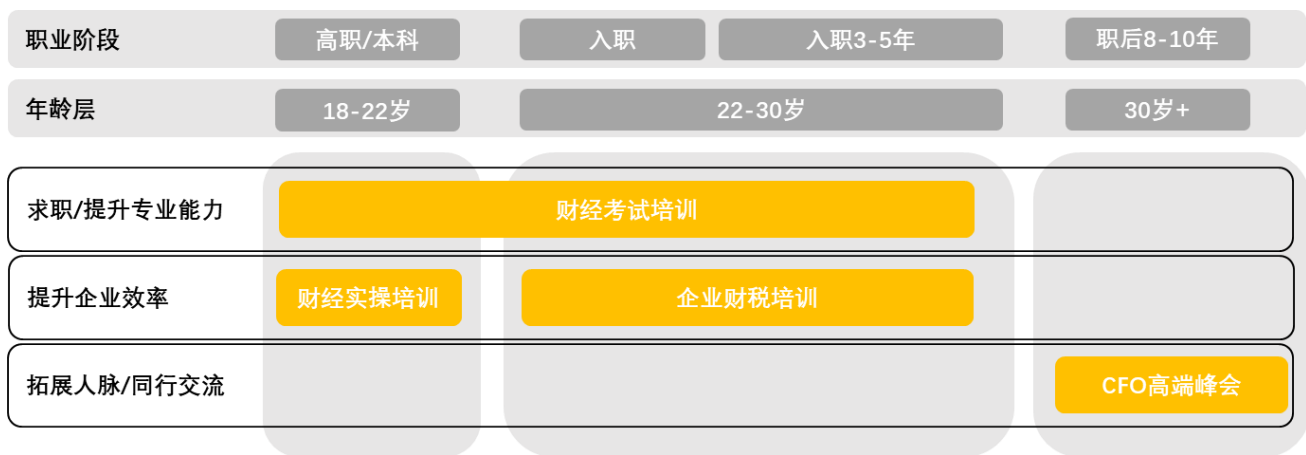 职业阶段 高职/本科 入职 入职3-5年 职后8-10年
年龄层 18-22岁 22-30岁 30岁+
求职/提升专业能力 财经考试培训
提升企业效率 财经实操培训 企业财税培训
拓展人脉/同行交流 CFO高端峰会